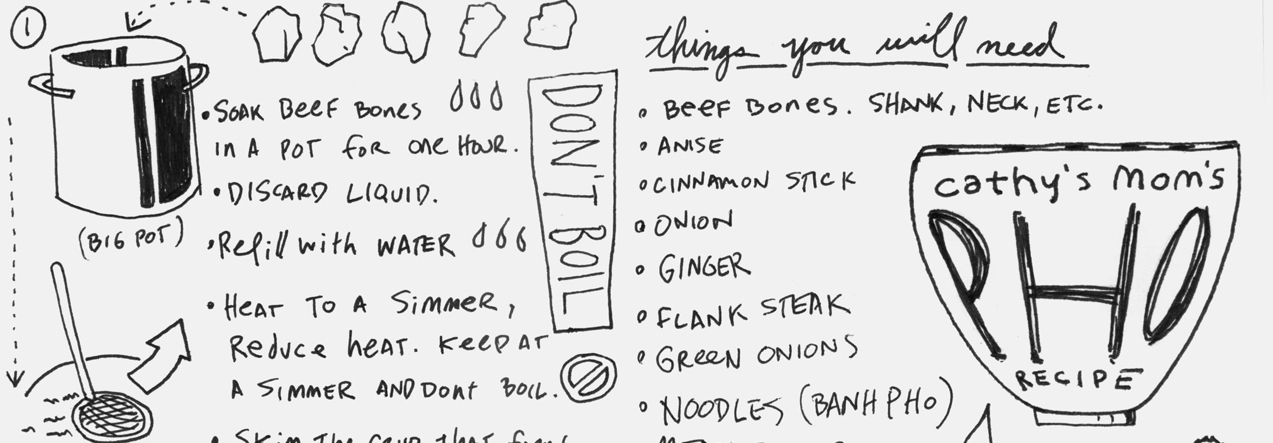 1
• SOAK BEEF BONES
IN A POT FOR ONE HOUR.
• DISCARD LIQUID.
(BIG POT)
• Refill with WATER
• HEAT TO A SIMMER,
REDUCE HEAT. KEEP AT
A SIMMER AND DONT BOIL.
• SKIM THE
DON'T BOIL
things you will need
• BEEF BONES. SHANK, NECK, ETC.
• ANISE
• CINNAMON STICK
• ONION
• GINGER
• FLANK STEAK
• GREEN ONIONS
• NOODLES (BANH PHO)
cathy's mom's
PHO
RECIPE